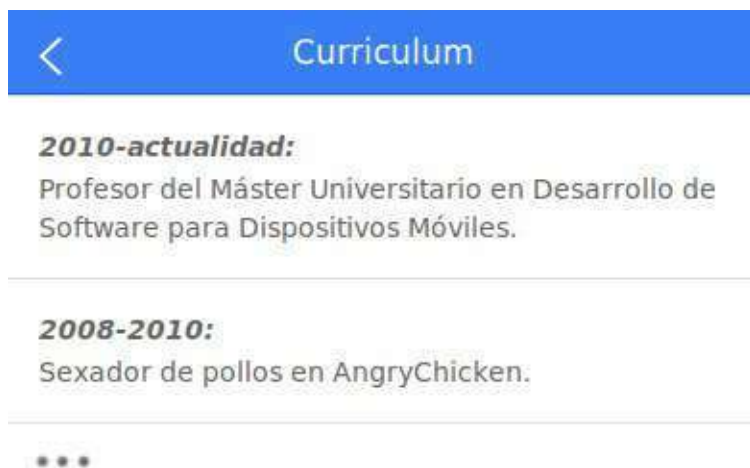 Curriculum
2010-actualidad:
Profesor del Máster Universitario en Desarrollo de
Software para Dispositivos Móviles.
2008-2010:
Sexador de pollos en AngryChicken.
...